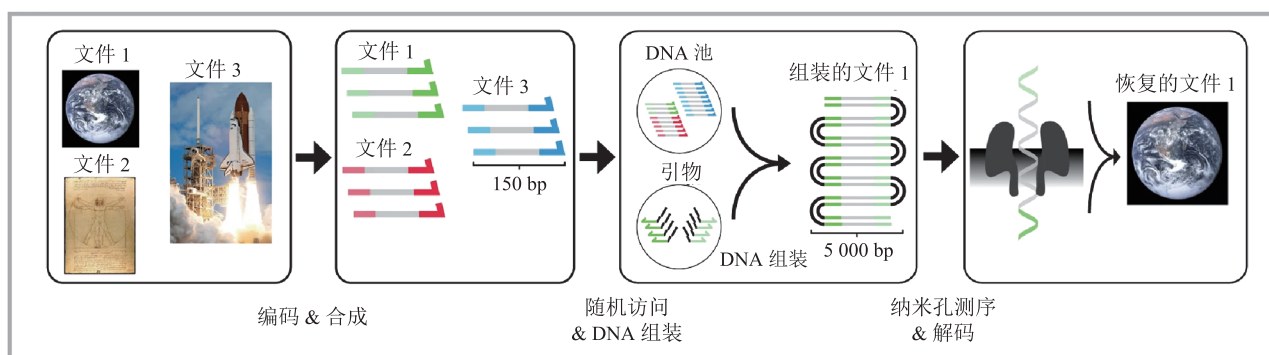 文件 1
文件 2
文件 3
编码 & 合成
文件 1
文件 2
文件 3
150 bp
DNA 池
引物
DNA 组装
随机访问
& DNA 组装
组装的文件 1
5 000 bp
纳米孔测序
& 解码
恢复的文件 1